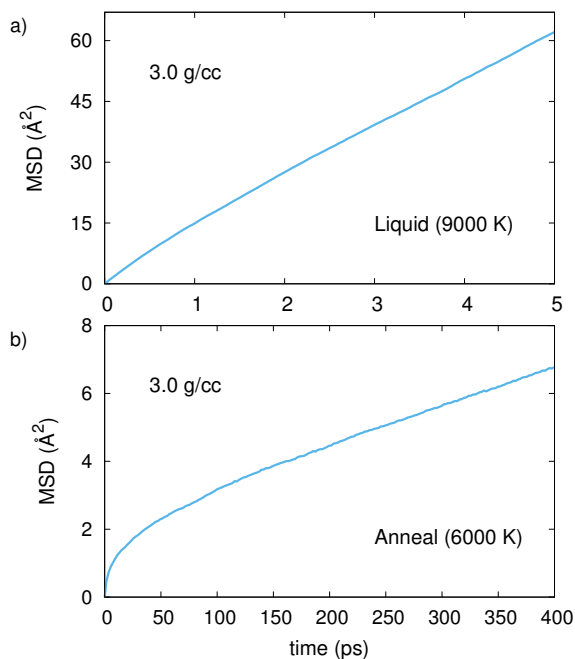 a)
60
45
30
15
0
MSD (Å²)
3.0 g/cc
Liquid (9000 K)
0 1 2 3 4 5
b)
8
6
4
2
0
MSD (Å²)
3.0 g/cc
Anneal (6000 K)
0 50 100 150 200 250 300 350 400
time (ps)